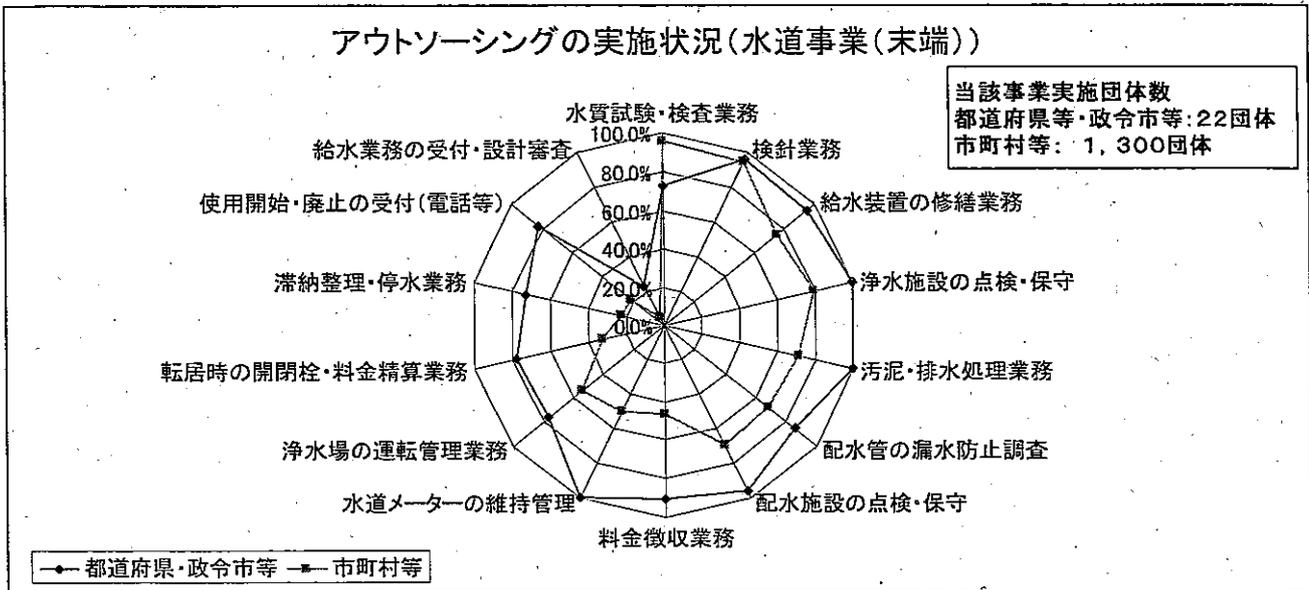 アウトソーシングの実施状況(水道事業(末端))
当該事業実施団体数
都道府県等・政令市等:22団体
市町村等: 1,300団体
水質試験・検査業務
検針業務
給水装置の修繕業務
浄水施設の点検・保守
汚泥・排水処理業務
配水管の漏水防止調査
配水施設の点検・保守
料金徴収業務
水道メーターの維持管理
浄水場の運転管理業務
転居時の開閉栓・料金精算業務
滞納整理・停水業務
使用開始・廃止の受付(電話等)
給水業務の受付・設計審査
100.0%
80.0%
60.0%
40.0%
20.0%
0.0%
都道府県・政令市等 市町村等